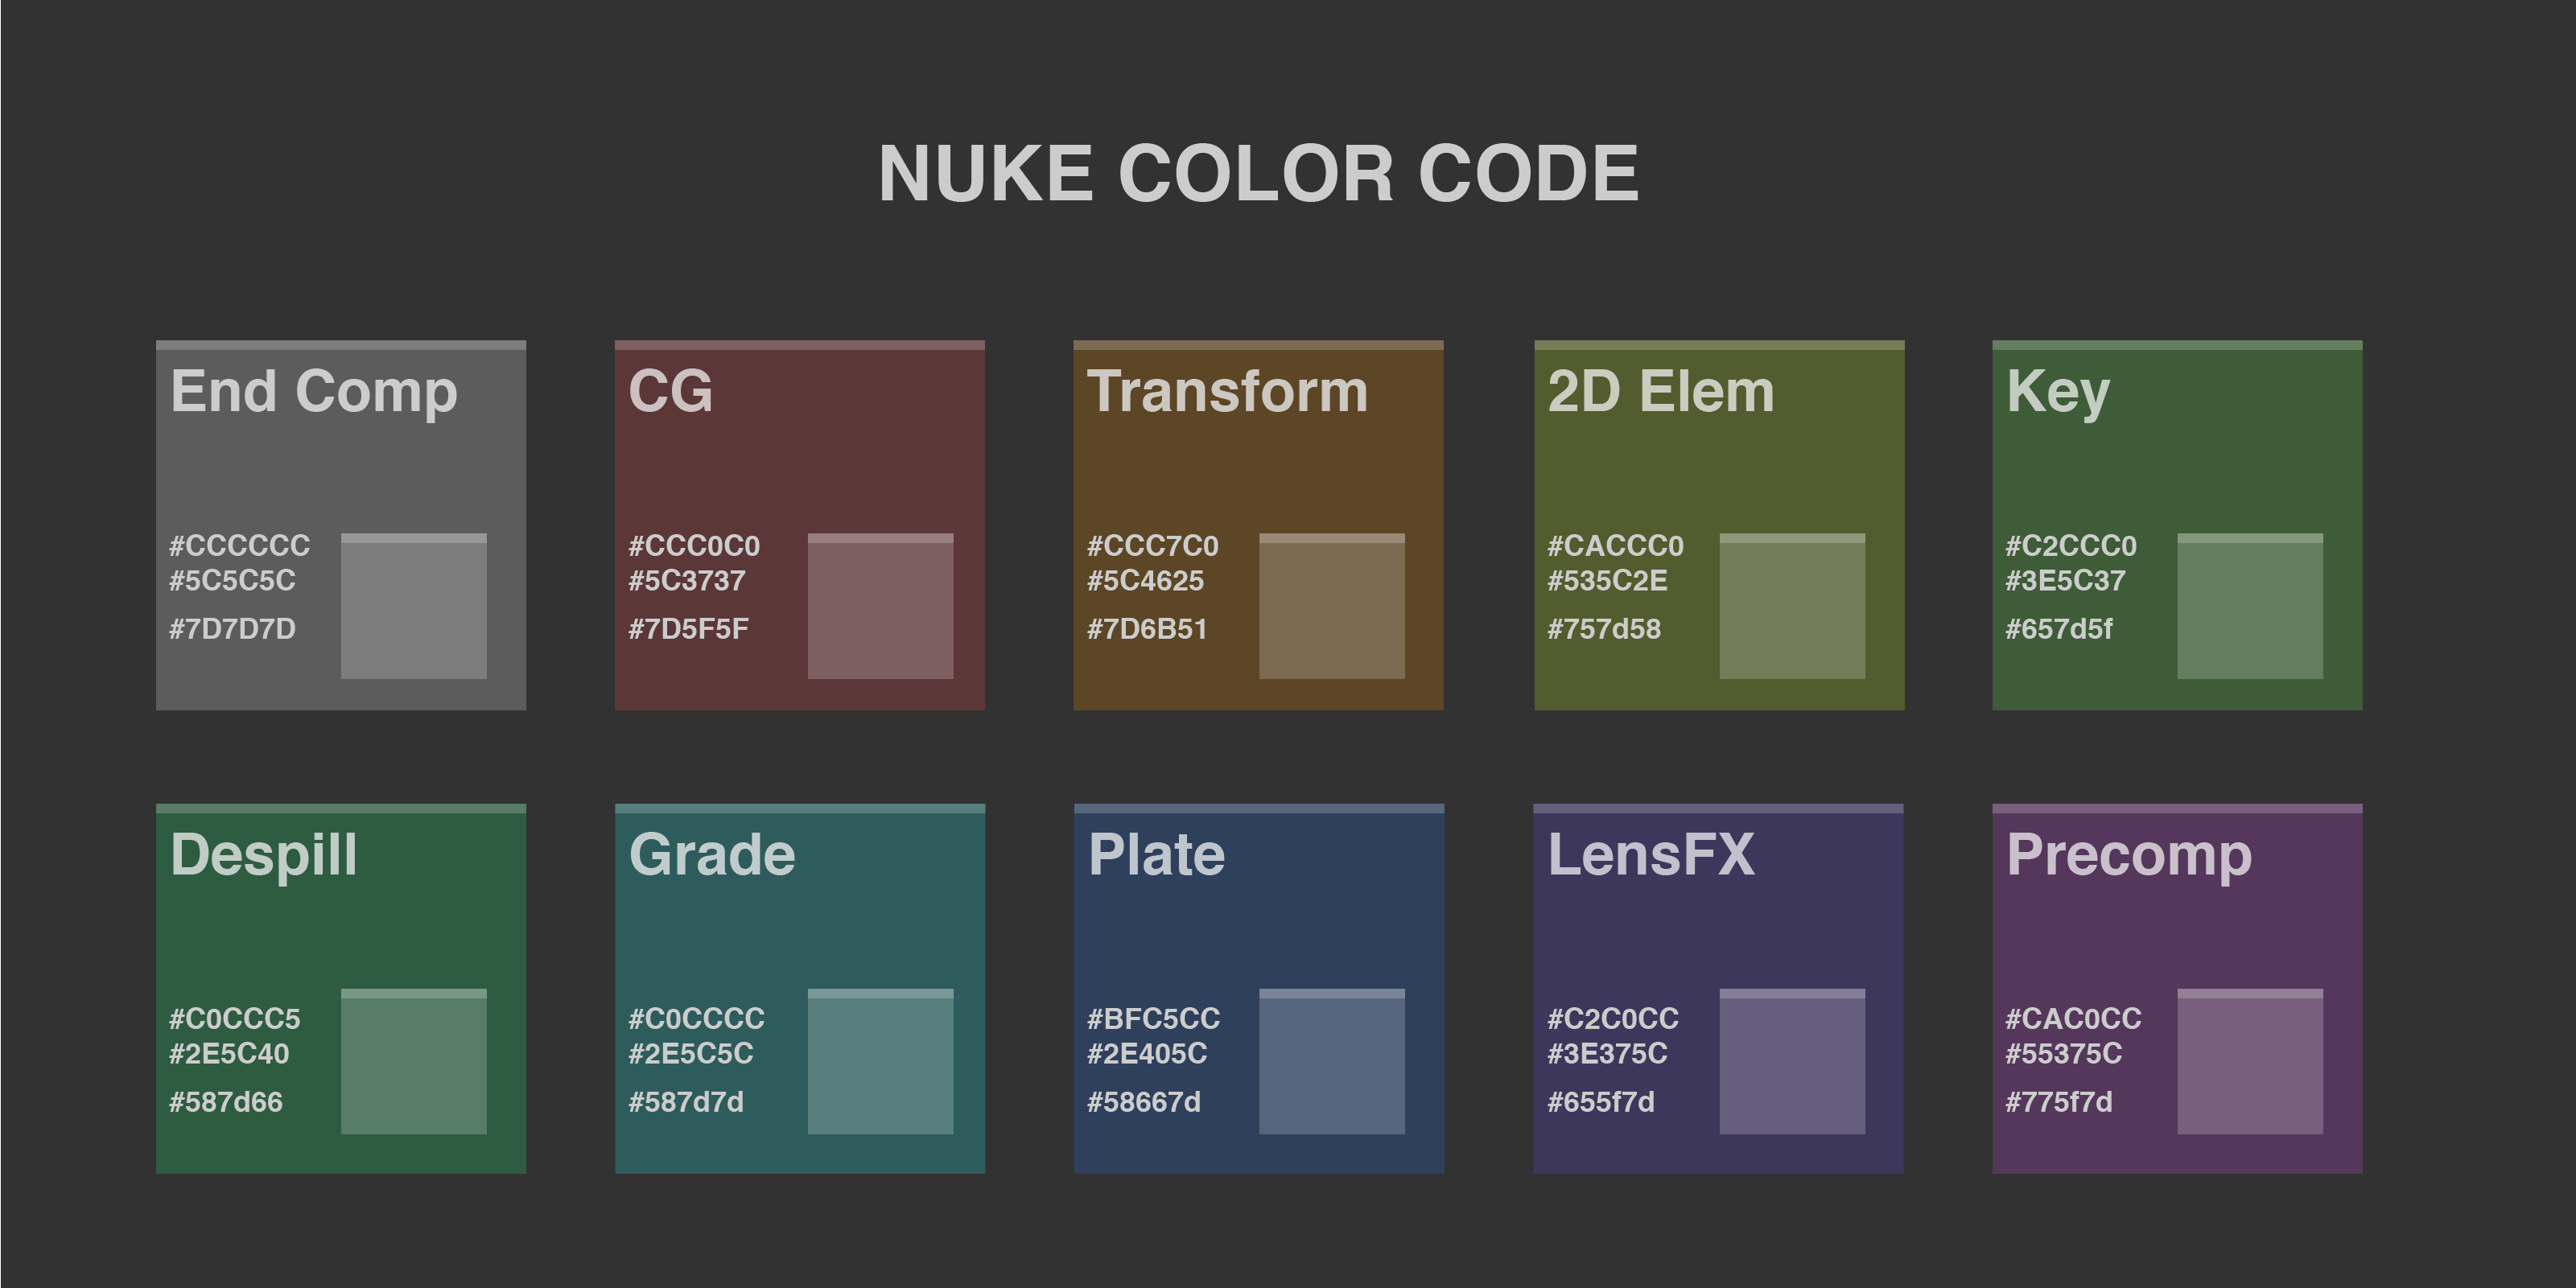 NUKE COLOR CODE
End Comp
#CCCCCC
#5C5C5C
#7D7D7D
CG
#CCC0C0
#5C3737
#7D5F5F
Transform
#CCC7C0
#5C4625
#7D6B51
2D Elem
#CACCC0
#535C2E
#757d58
Key
#C2CCC0
#3E5C37
#657d5f
Despill
#C0CCC5
#2E5C40
#587d66
Grade
#C0CCCC
#2E5C5C
#587d7d
Plate
#BFC5CC
#2E405C
#58667d
LensFX
#C2C0CC
#3E375C
#655f7d
Precomp
#CAC0CC
#55375C
#775f7d